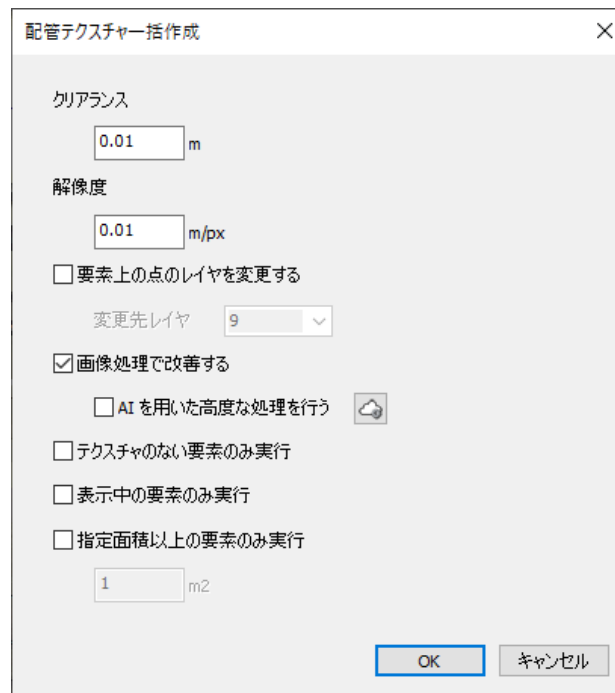 配管テクスチャ一括作成
クリアランス
0.01 m
解像度
0.01 m/px
要素上の点のレイヤを変更する
変更先レイヤ 9
画像処理で改善する
AIを用いた高度な処理を行う
テクスチャのない要素のみ実行
表示中の要素のみ実行
指定面積以上の要素のみ実行
1 m2
OK キャンセル